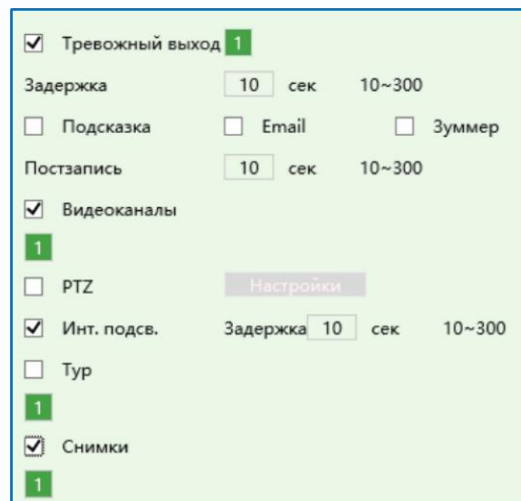 Тревожный выход 1
Задержка 10 сек 10~300
Подсказка Email Зуммер
Постзапись 10 сек 10~300
Видеоканалы
1
PTZ Настройки
Инт. подсв. Задержка 10 сек 10~300
Тур
1
Снимки
1